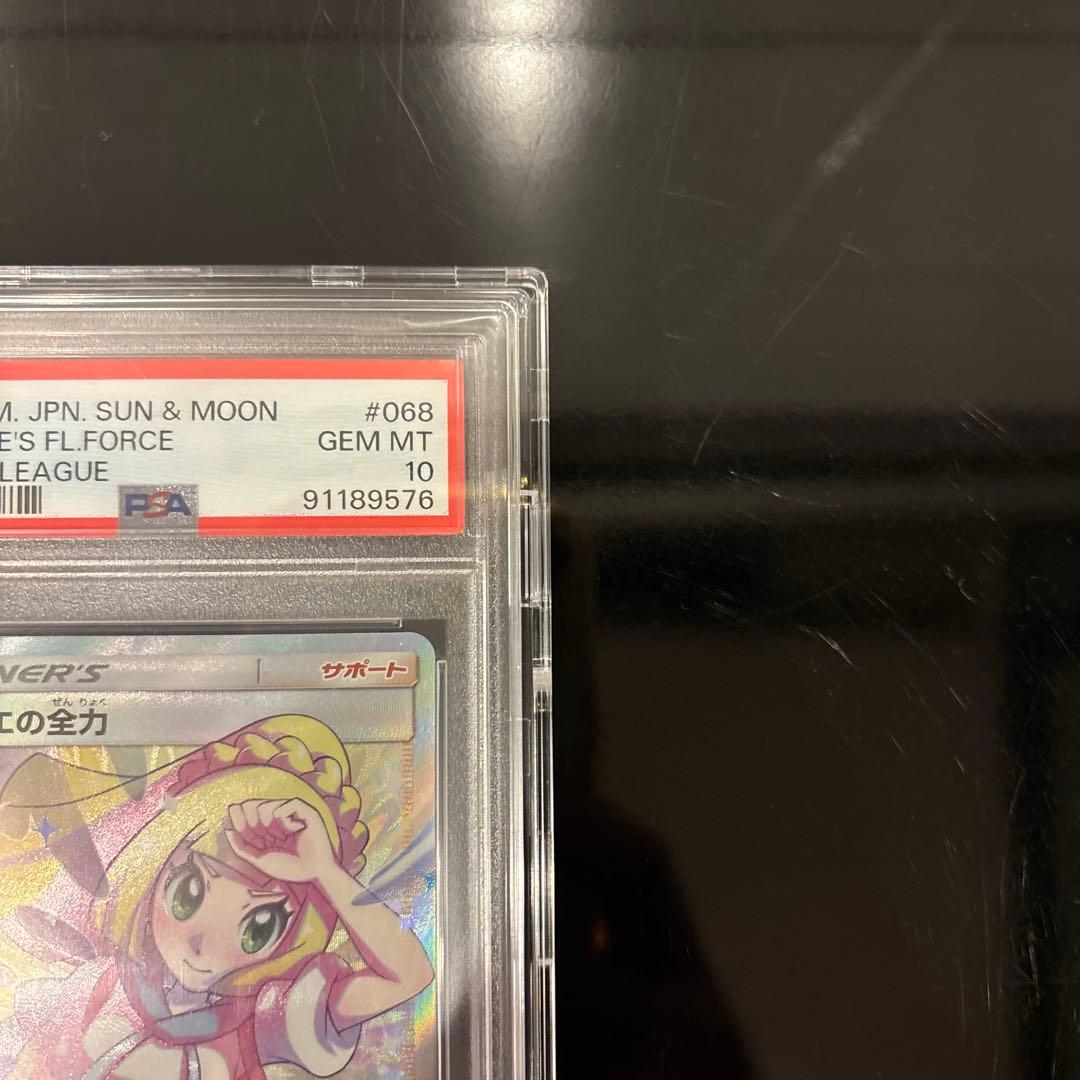 M. JPN. SUN & MOON #068
E'S FL.FORCE GEM MT
LEAGUE 10
PSA 91189576
NER'S サポート
ぜん りょく
エの全力